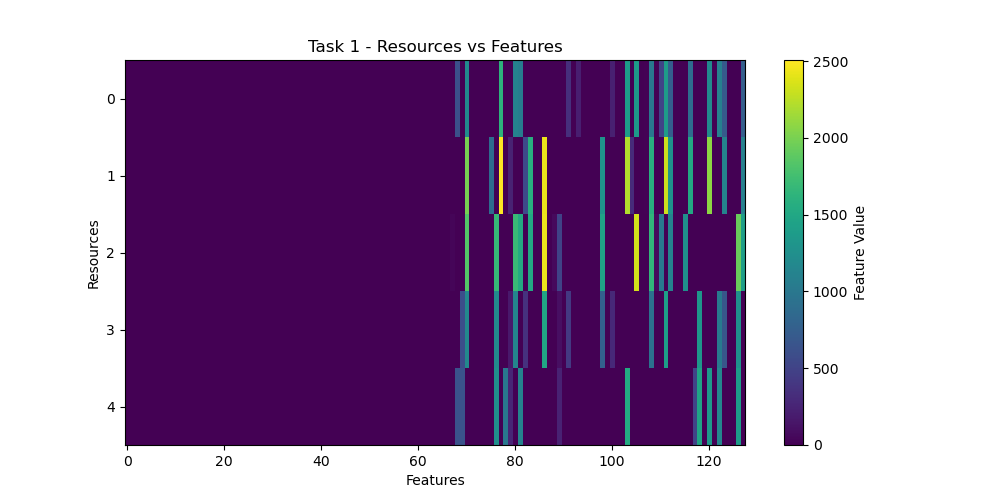 Task 1 - Resources vs Features
Resources
0
1
2
3
4
0 20 40 60 80 100 120
Features
2500
2000
1500
1000
500
0
Feature Value